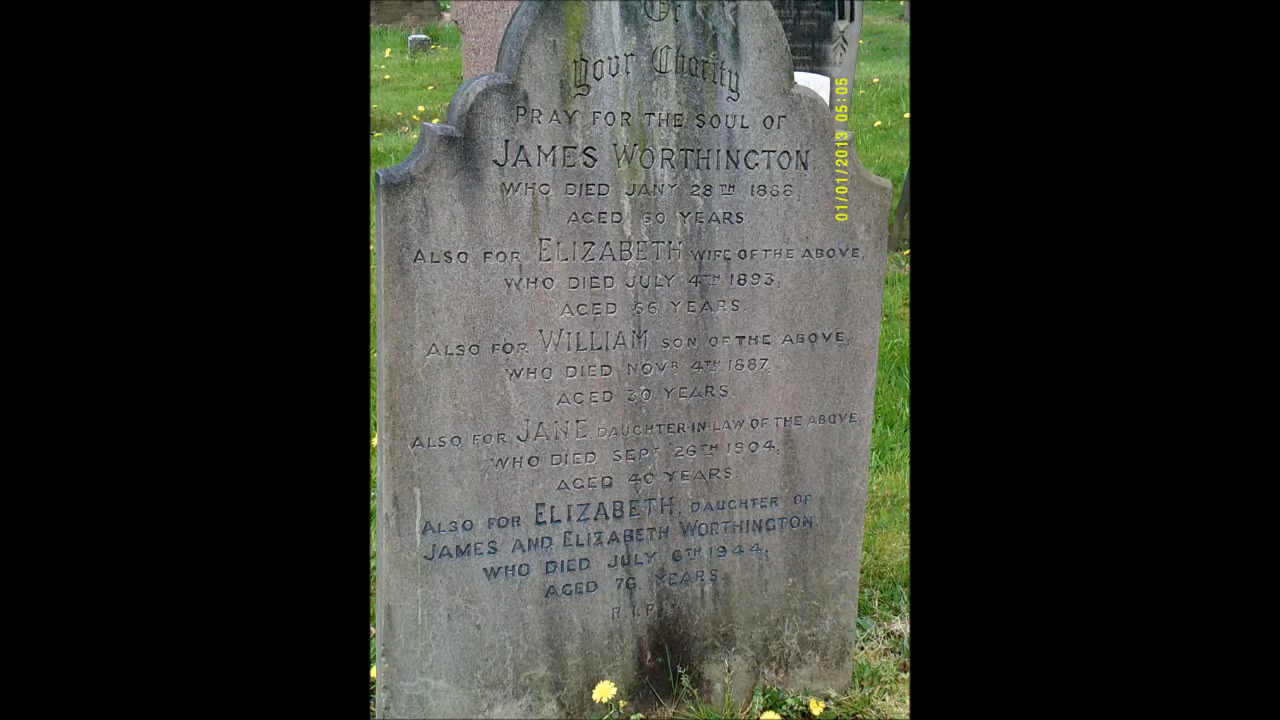 Of
your Charity
PRAY FOR THE SOUL OF
JAMES WORTHINGTON
WHO DIED JANY 28TH 1886,
AGED 60 YEARS
ALSO FOR ELIZABETH WIFE OF THE ABOVE,
WHO DIED JULY 4TH 1893,
AGED 66 YEARS.
ALSO FOR WILLIAM SON OF THE ABOVE,
WHO DIED NOVR 4TH 1887,
AGED 30 YEARS.
ALSO FOR JANE DAUGHTER-IN-LAW OF THE ABOVE,
WHO DIED SEPT 26TH 1904,
AGED 40 YEARS
ALSO FOR ELIZABETH, DAUGHTER OF
JAMES AND ELIZABETH WORTHINGTON
WHO DIED JULY 6TH 1944,
AGED 76 YEARS.
R.I.P.
01/01/2013 05:05